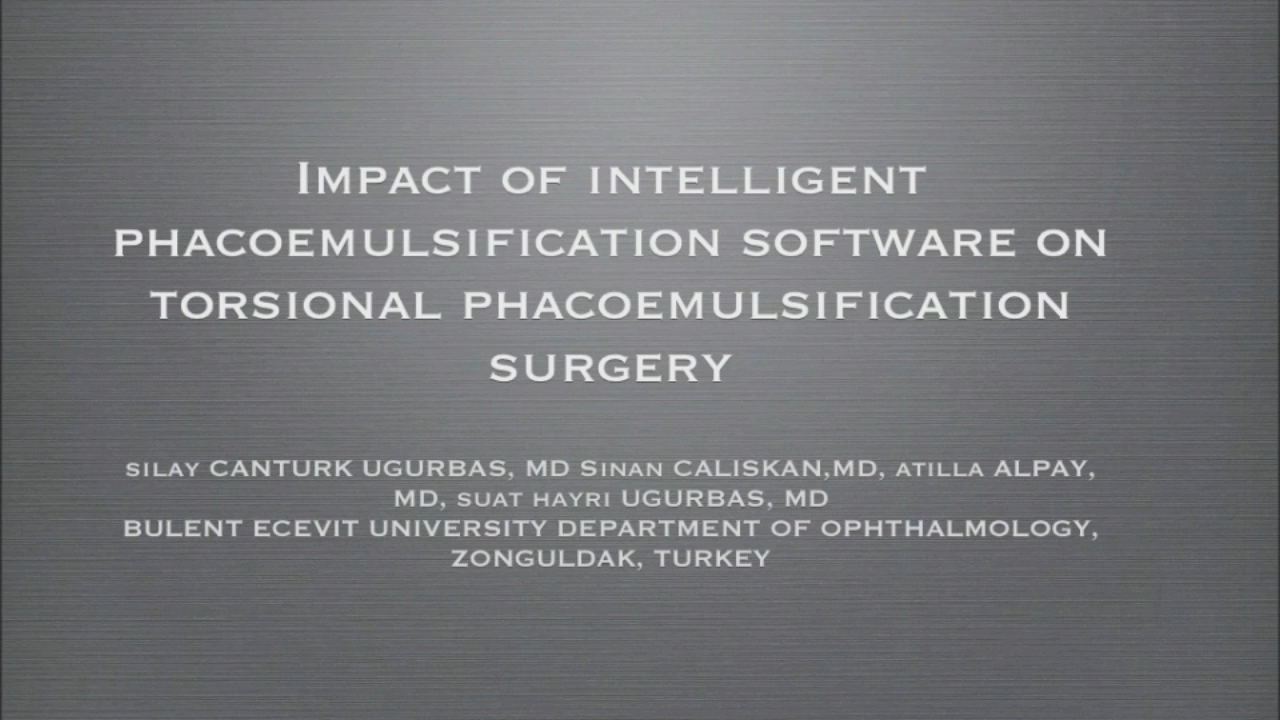 Impact of intelligent
phacoemulsification software on
torsional phacoemulsification
surgery
silay CANTURK UGURBAS, MD Sinan CALISKAN,MD, atilla ALPAY,
MD, suat hayri UGURBAS, MD
BULENT ECEVIT UNIVERSITY DEPARTMENT OF OPHTHALMOLOGY,
ZONGULDAK, TURKEY